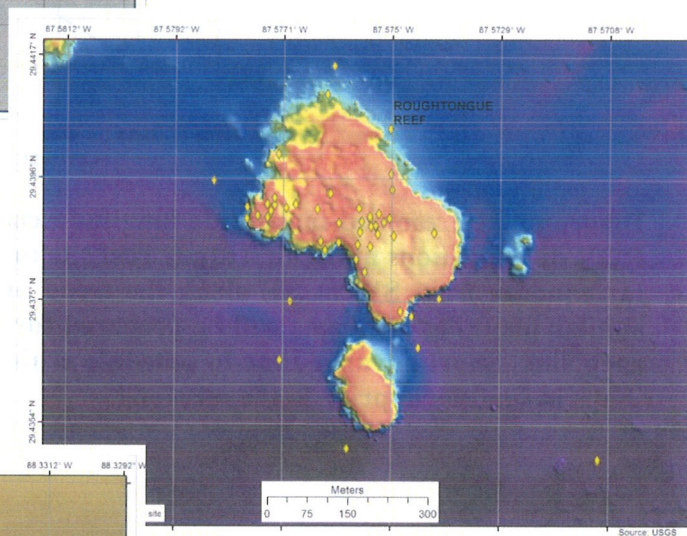 87.5812° W 87.5792° W 87.5771° W 87.575° W 87.5729° W 87.5708° W
29.4417° N
ROUGHTONGUE
REEF
29.4396° N
29.4375° N
29.4354° N
88.3312° W 88.3292° W
site
Meters
0 75 150 300
Source: USGS